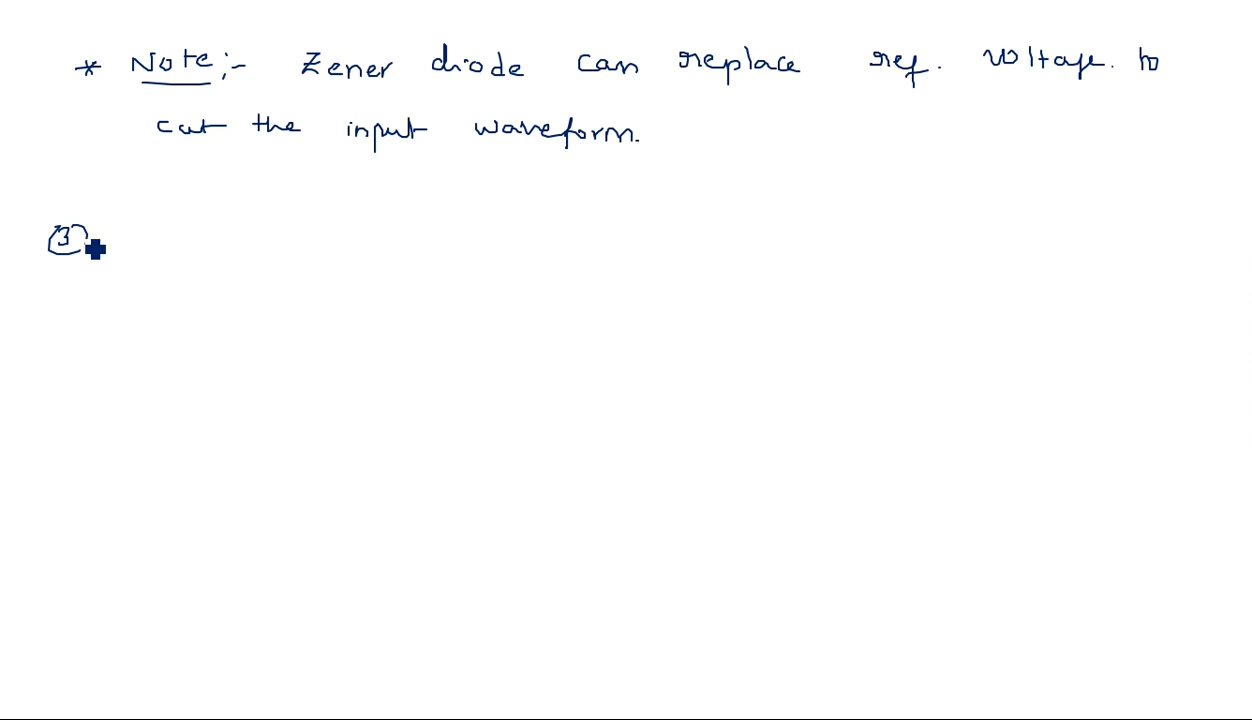 * Note :- Zener diode can replace ref. voltage. to
cut the input waveform.
③